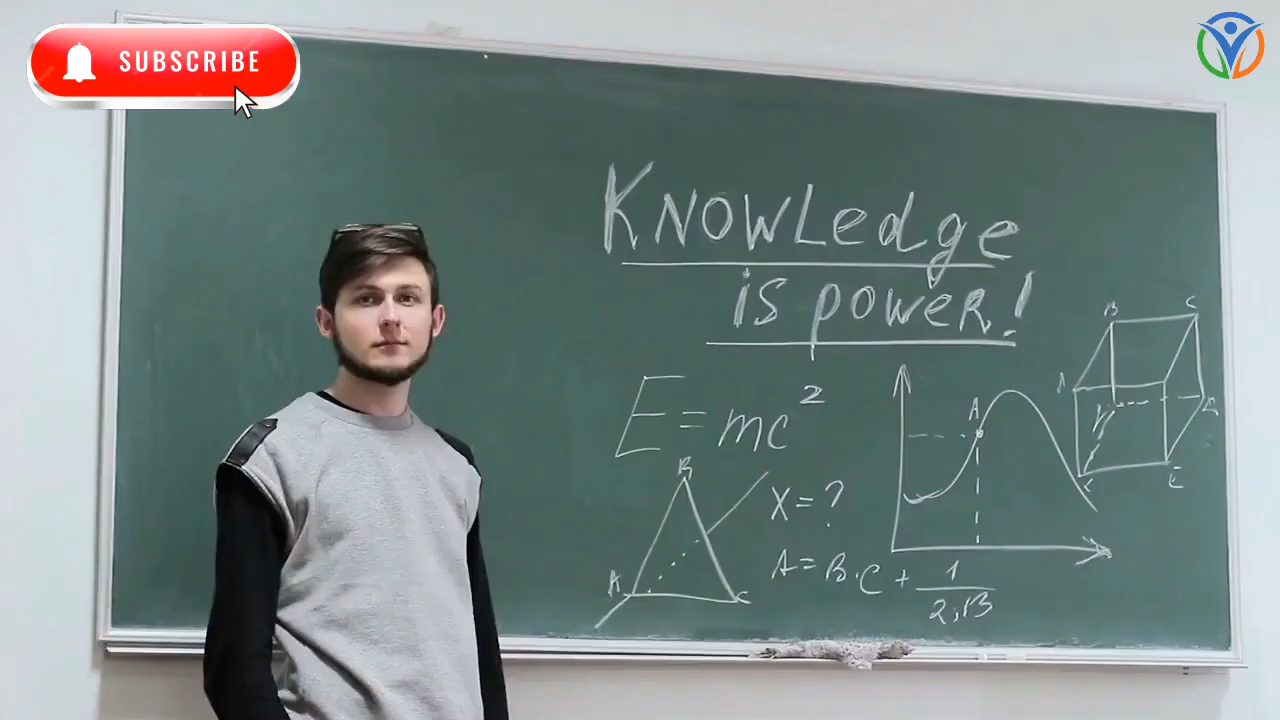 SUBSCRIBE
KNOWLedge
is power!
E = mc²
B
X = ?
A
C
A = B·C + 1/2,13
A
B
C
A
E